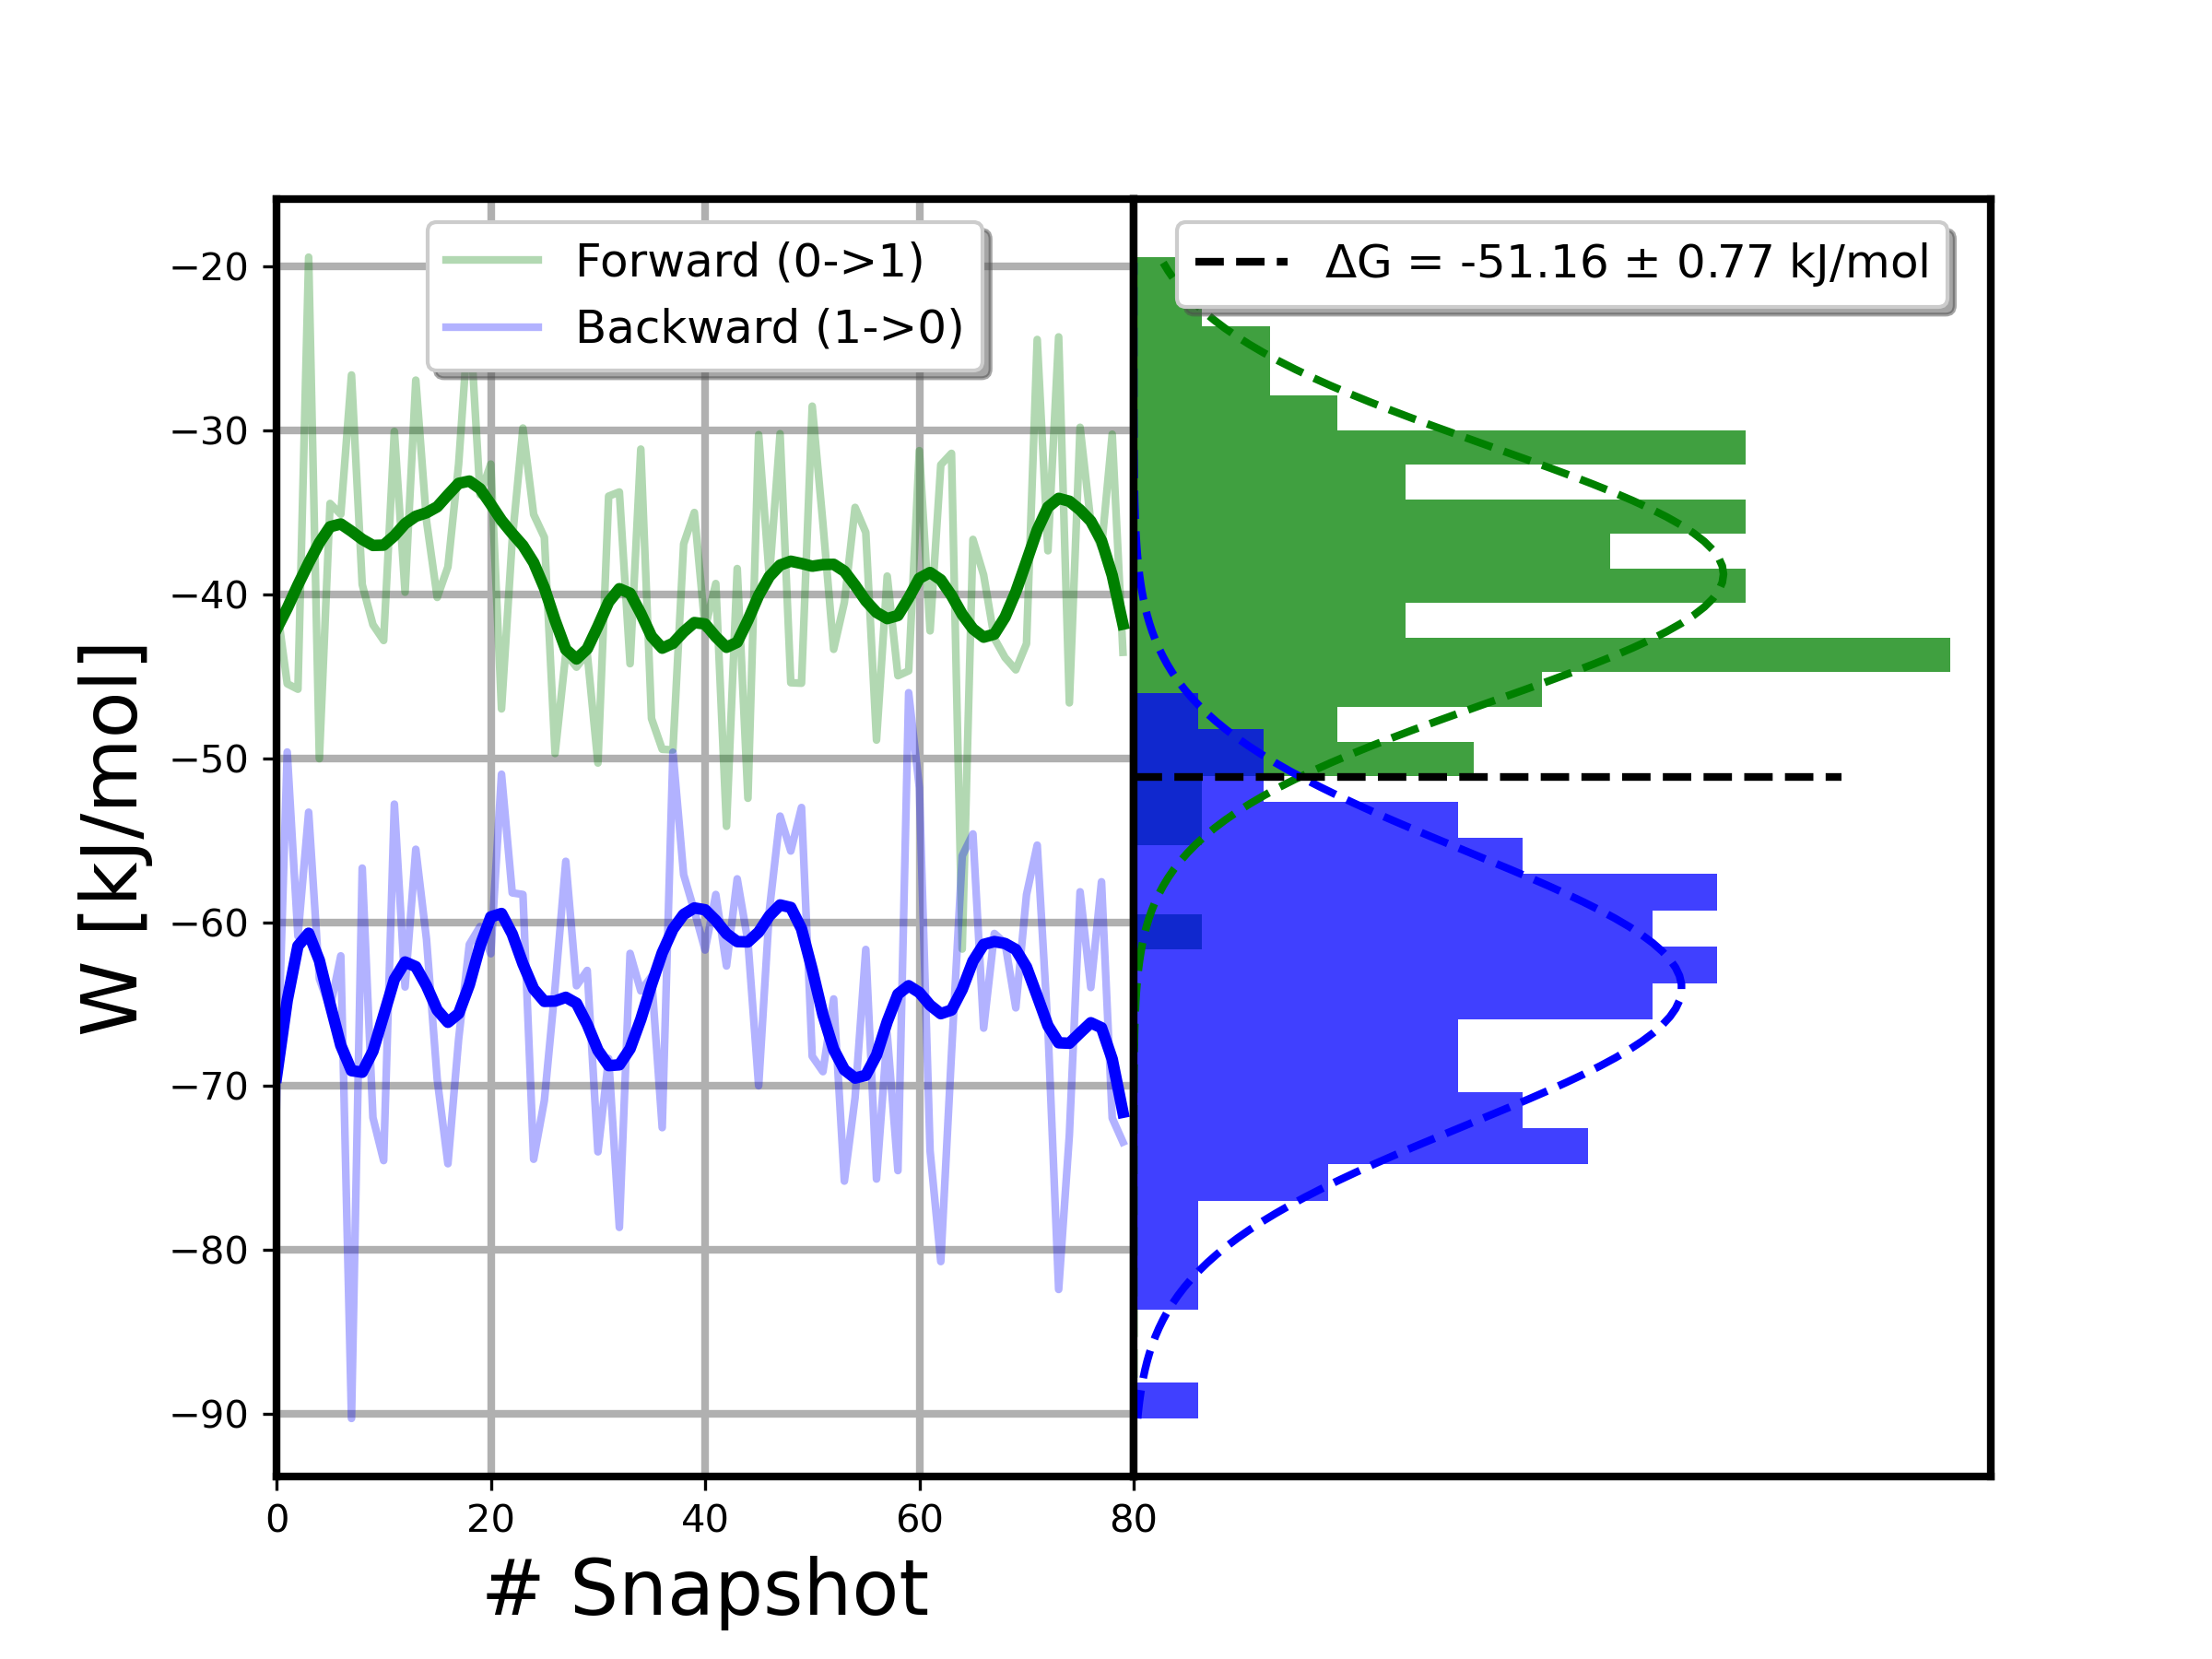 Forward (0->1)
Backward (1->0)
ΔG = -51.16 ± 0.77 kJ/mol
W [kJ/mol]
−20
−30
−40
−50
−60
−70
−80
−90
0 20 40 60 80
# Snapshot